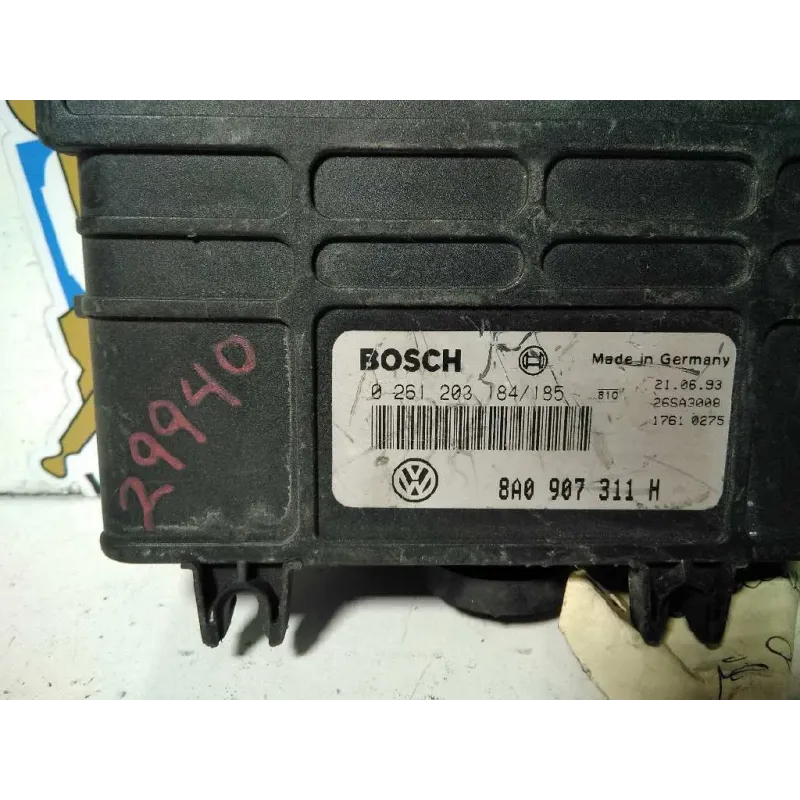 29940
BOSCH
Made in Germany
0 261 203 184/185
810
21.06.93
26SA3008
1761 0275
VW
8A0 907 311 H